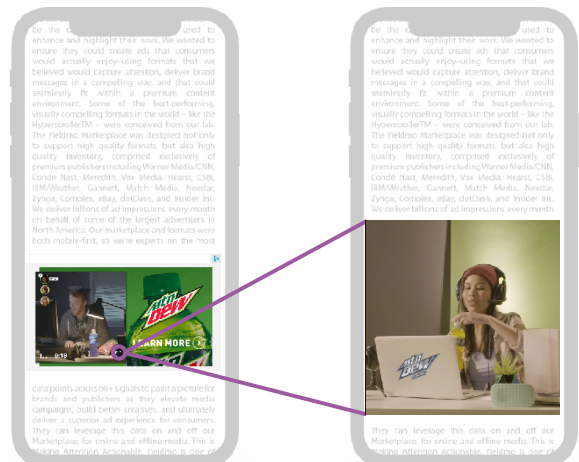 be the c used to
enhance and highlight their work. We wanted to
ensure they could create ads that consumers
would actually enjoy-using formats that we
believed would capture attention, deliver brand
messages in a compelling way, and that could
seamlessly fit within a premium content
environment. Some of the best-performing,
visually compelling formats in the world – like the
HyperscrollerTM – were conceived from our lab.
The Yieldmo Marketplace was designed not only
to support high quality formats, but also high
quality inventory, comprised exclusively of
premium publishers including Warner Media/CNN,
Condé Nast, Meredith, Vox Media, Hearst, CSBi,
IBM/Weather, Gannett, Match Media, Nexstar,
Zynga, Complex, eBay, dotDash, and Insider Inc.
We deliver billions of ad impressions every month
on behalf of some of the largest advertisers in
North America. Our marketplace and formats were
both mobile-first, so we're experts on the most
mtn
DEW
LEARN MORE
0:19
data points across 60+ signals to paint a picture for
brands and publishers as they elevate media
campaigns, build better creatives, and ultimately
deliver a superior ad experience for consumers.
They can leverage this data on and off our
Marketplace, for online and offline media. This is
Making Attention Actionable. Yieldmo is one of
be the c used to
enhance and highlight their work. We wanted to
ensure they could create ads that consumers
would actually enjoy-using formats that we
believed would capture attention, deliver brand
messages in a compelling way, and that could
seamlessly fit within a premium content
environment. Some of the best-performing,
visually compelling formats in the world – like the
HyperscrollerTM – were conceived from our lab.
The Yieldmo Marketplace was designed not only
to support high quality formats, but also high
quality inventory, comprised exclusively of
premium publishers including Warner Media/CNN,
Condé Nast, Meredith, Vox Media, Hearst, CSBi,
IBM/Weather, Gannett, Match Media, Nexstar,
Zynga, Complex, eBay, dotDash, and Insider Inc.
We deliver billions of ad impressions every month
mtn
DEW
They can leverage this data on and off our
Marketplace, for online and offline media. This is
Making Attention Actionable. Yieldmo is one of